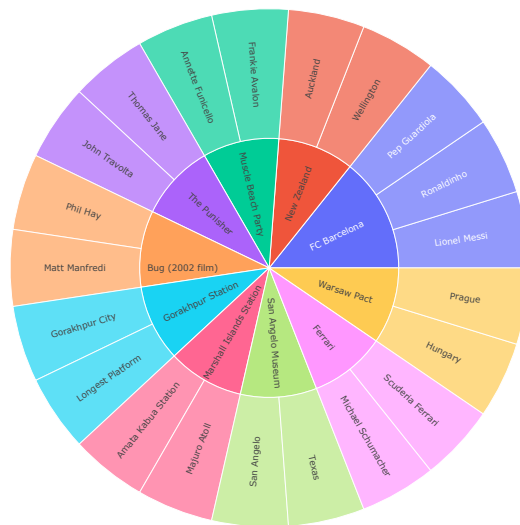 FC Barcelona
Lionel Messi
Ronaldinho
Pep Guardiola
New Zealand
Wellington
Auckland
Muscle Beach Party
Frankie Avalon
Annette Funicello
The Punisher
Thomas Jane
John Travolta
Bug (2002 film)
Phil Hay
Matt Manfredi
Gorakhpur Station
Gorakhpur City
Longest Platform
Marshall Islands Station
Amata Kabua Station
Majuro Atoll
San Angelo Museum
San Angelo
Texas
Ferrari
Michael Schumacher
Scuderia Ferrari
Warsaw Pact
Hungary
Prague